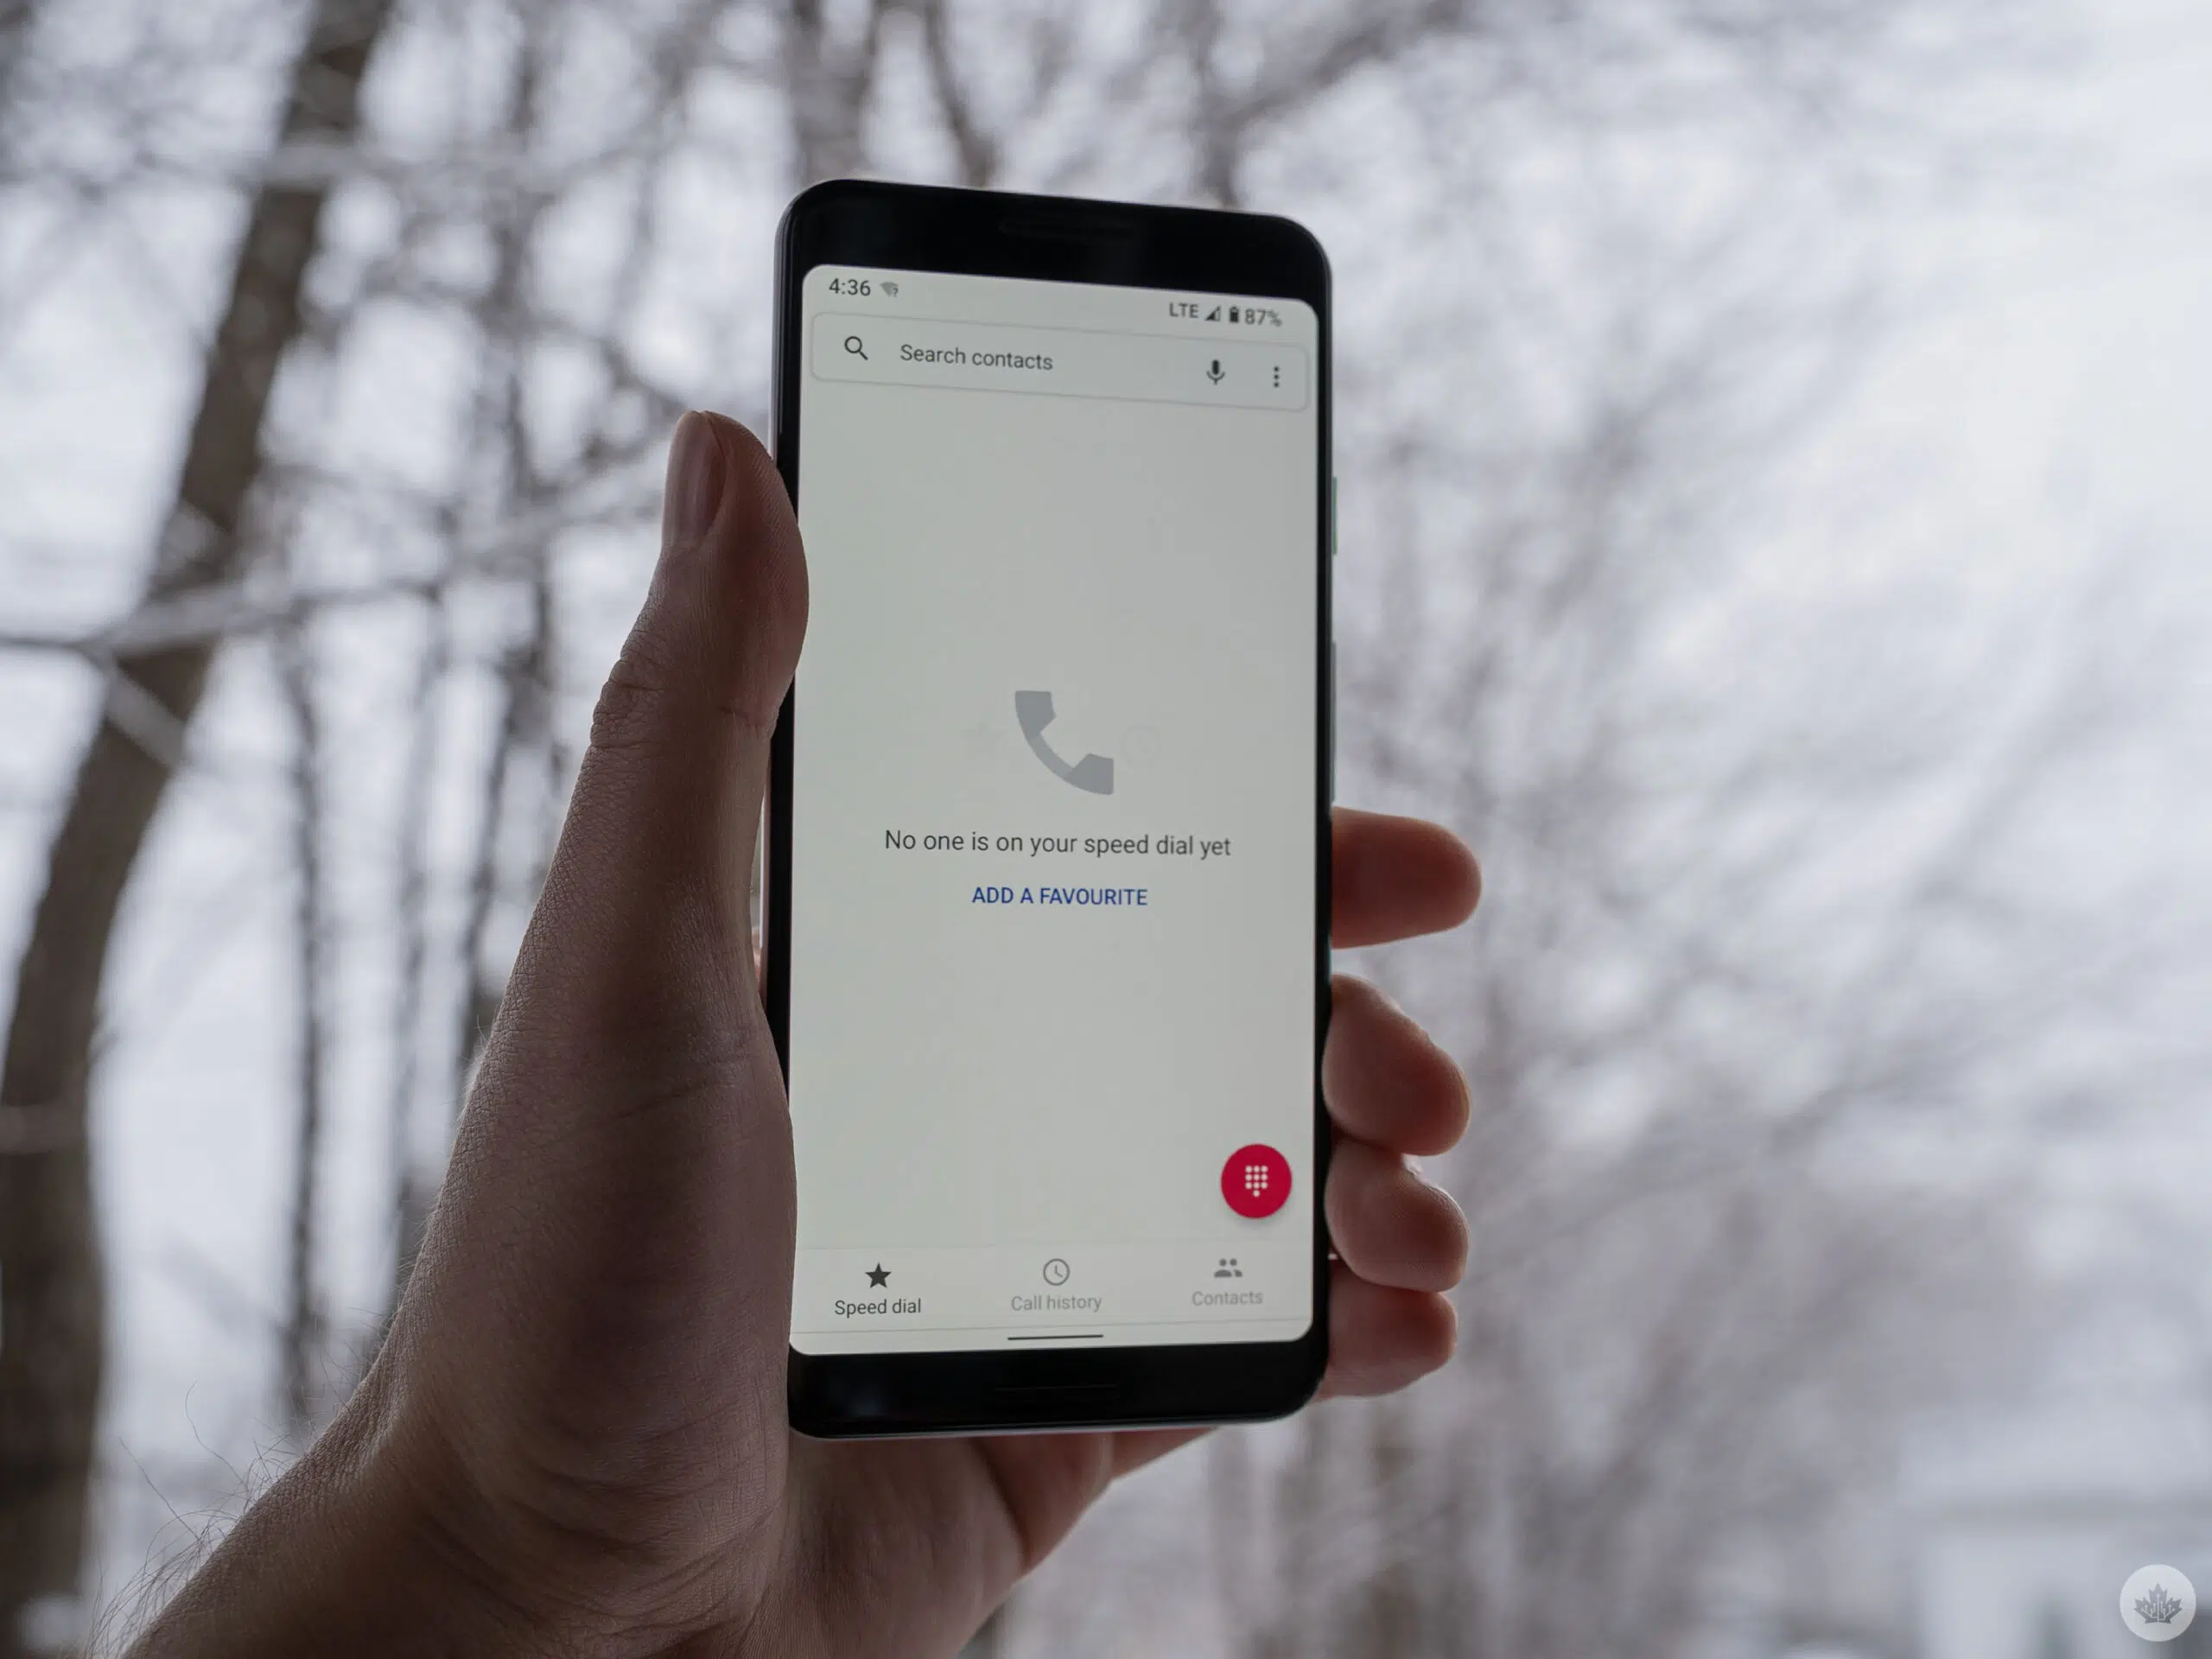 4:36
LTE 87%
Search contacts
No one is on your speed dial yet
ADD A FAVOURITE
Speed dial
Call history
Contacts